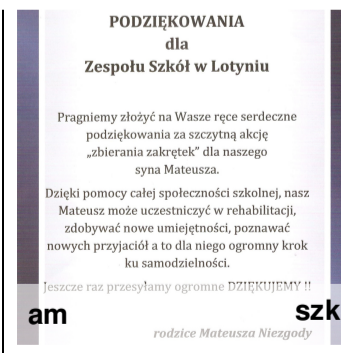 PODZIĘKOWANIA
dla
Zespołu Szkół w Lotyniu
Pragniemy złożyć na Wasze ręce serdeczne
podziękowania za szczytną akcję
„zbierania zakrętek" dla naszego
syna Mateusza.
Dzięki pomocy całej społeczności szkolnej, nasz
Mateusz może uczestniczyć w rehabilitacji,
zdobywać nowe umiejętności, poznawać
nowych przyjaciół a to dla niego ogromny krok
ku samodzielności.
Jeszcze raz przesyłamy ogromne DZIĘKUJEMY !!
am
szk
rodzice Mateusza Niezgody